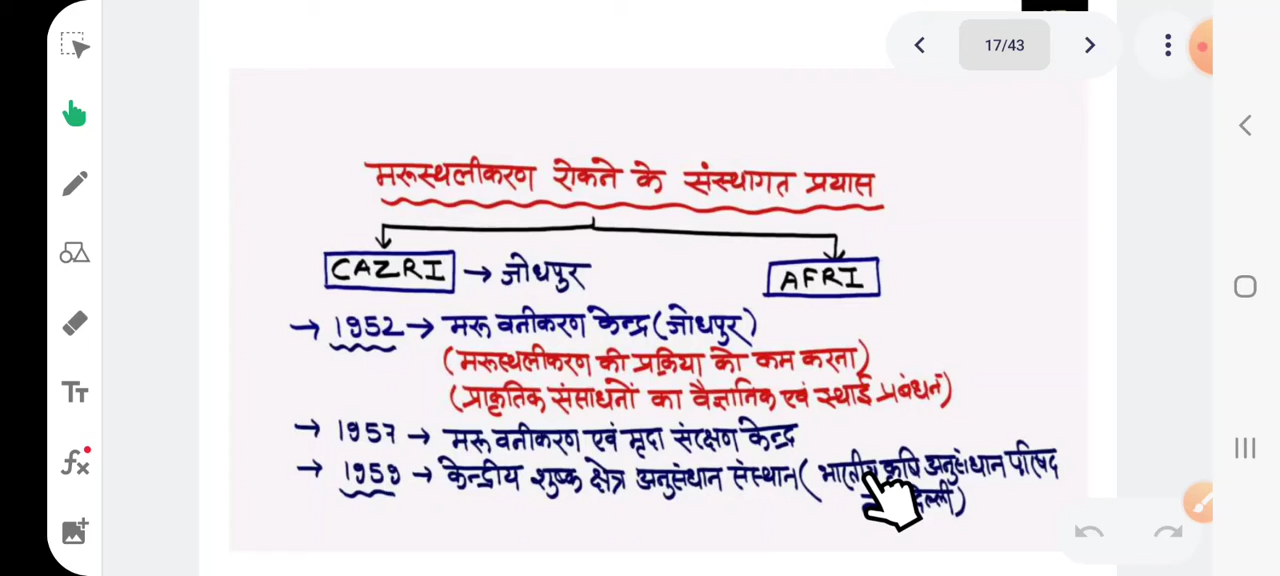 17/43
मरूस्थलीकरण रोकने के संस्थागत प्रयास
CAZRI → जोधपुर
AFRI
→ 1952 → मरू वनीकरण केन्द्र (जोधपुर)
(मरूस्थलीकरण की प्रक्रिया को कम करना)
(प्राकृतिक संसाधनों का वैज्ञानिक एवं स्थाई प्रबंधन)
→ 1957 → मरू वनीकरण एवं मृदा संरक्षण केन्द्र
→ 1959 → केन्द्रीय शुष्क क्षेत्र अनुसंधान संस्थान (भारतीय कृषि अनुसंधान परिषद
दिल्ली)
Tт
fx